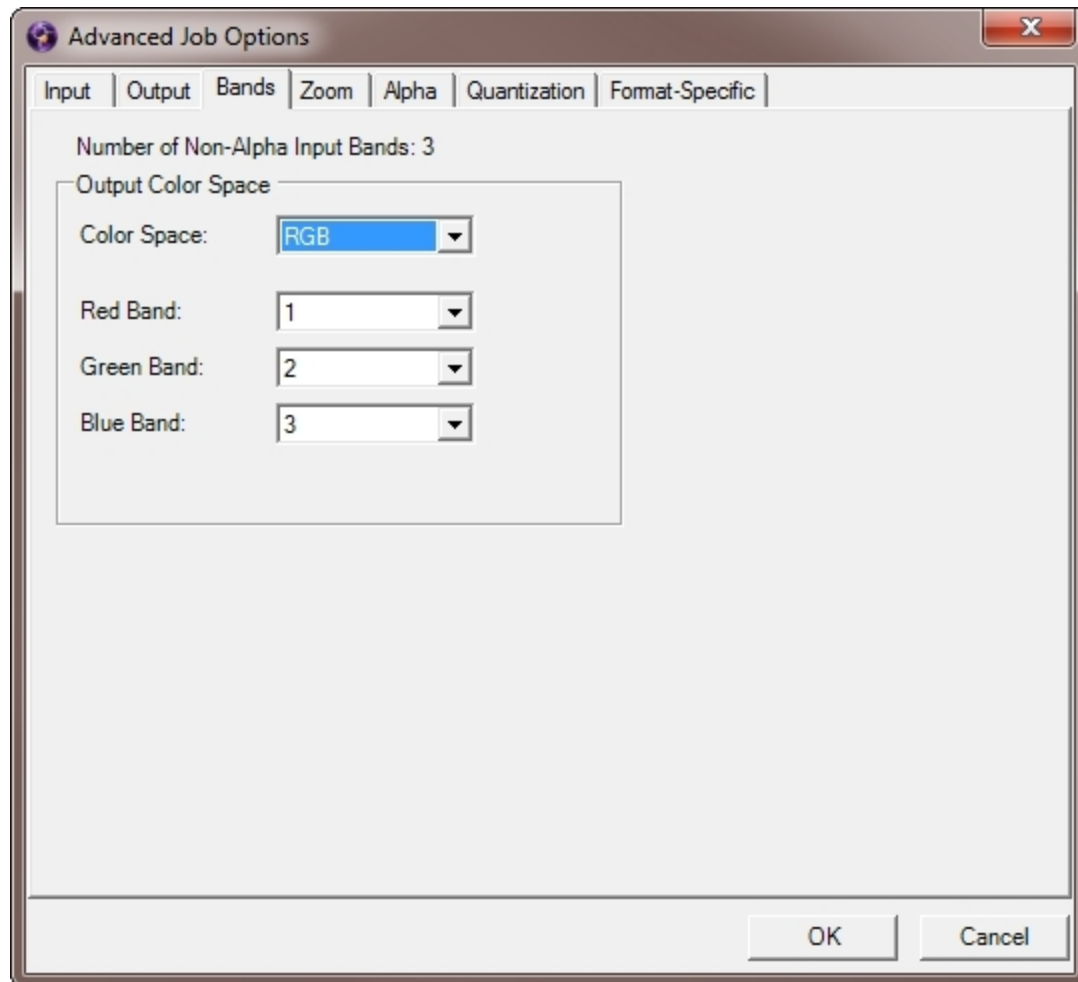 Advanced Job Options
Input Output Bands Zoom Alpha Quantization Format-Specific
Number of Non-Alpha Input Bands: 3
Output Color Space
Color Space: RGB
Red Band: 1
Green Band: 2
Blue Band: 3
OK Cancel